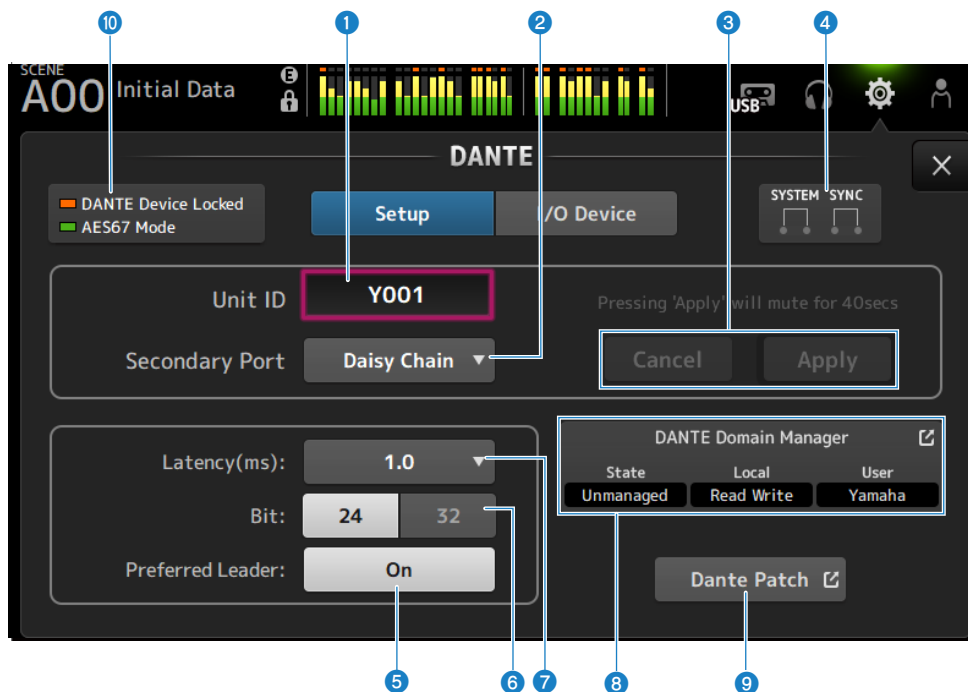 ⑩ ① ② ③ ④
SCENE
A00 Initial Data
E
USB
DANTE
DANTE Device Locked
AES67 Mode
Setup
I/O Device
SYSTEM SYNC
Unit ID
Y001
Pressing 'Apply' will mute for 40secs
Secondary Port
Daisy Chain
Cancel
Apply
Latency(ms):
1.0
Bit:
24
32
Preferred Leader:
On
DANTE Domain Manager
State Local User
Unmanaged Read Write Yamaha
Dante Patch
⑤ ⑥ ⑦ ⑧ ⑨